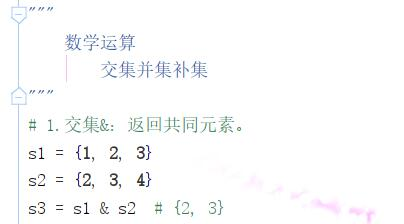 """
数学运算
交集并集补集
"""
# 1.交集&：返回共同元素。
s1 = {1, 2, 3}
s2 = {2, 3, 4}
s3 = s1 & s2  # {2, 3}